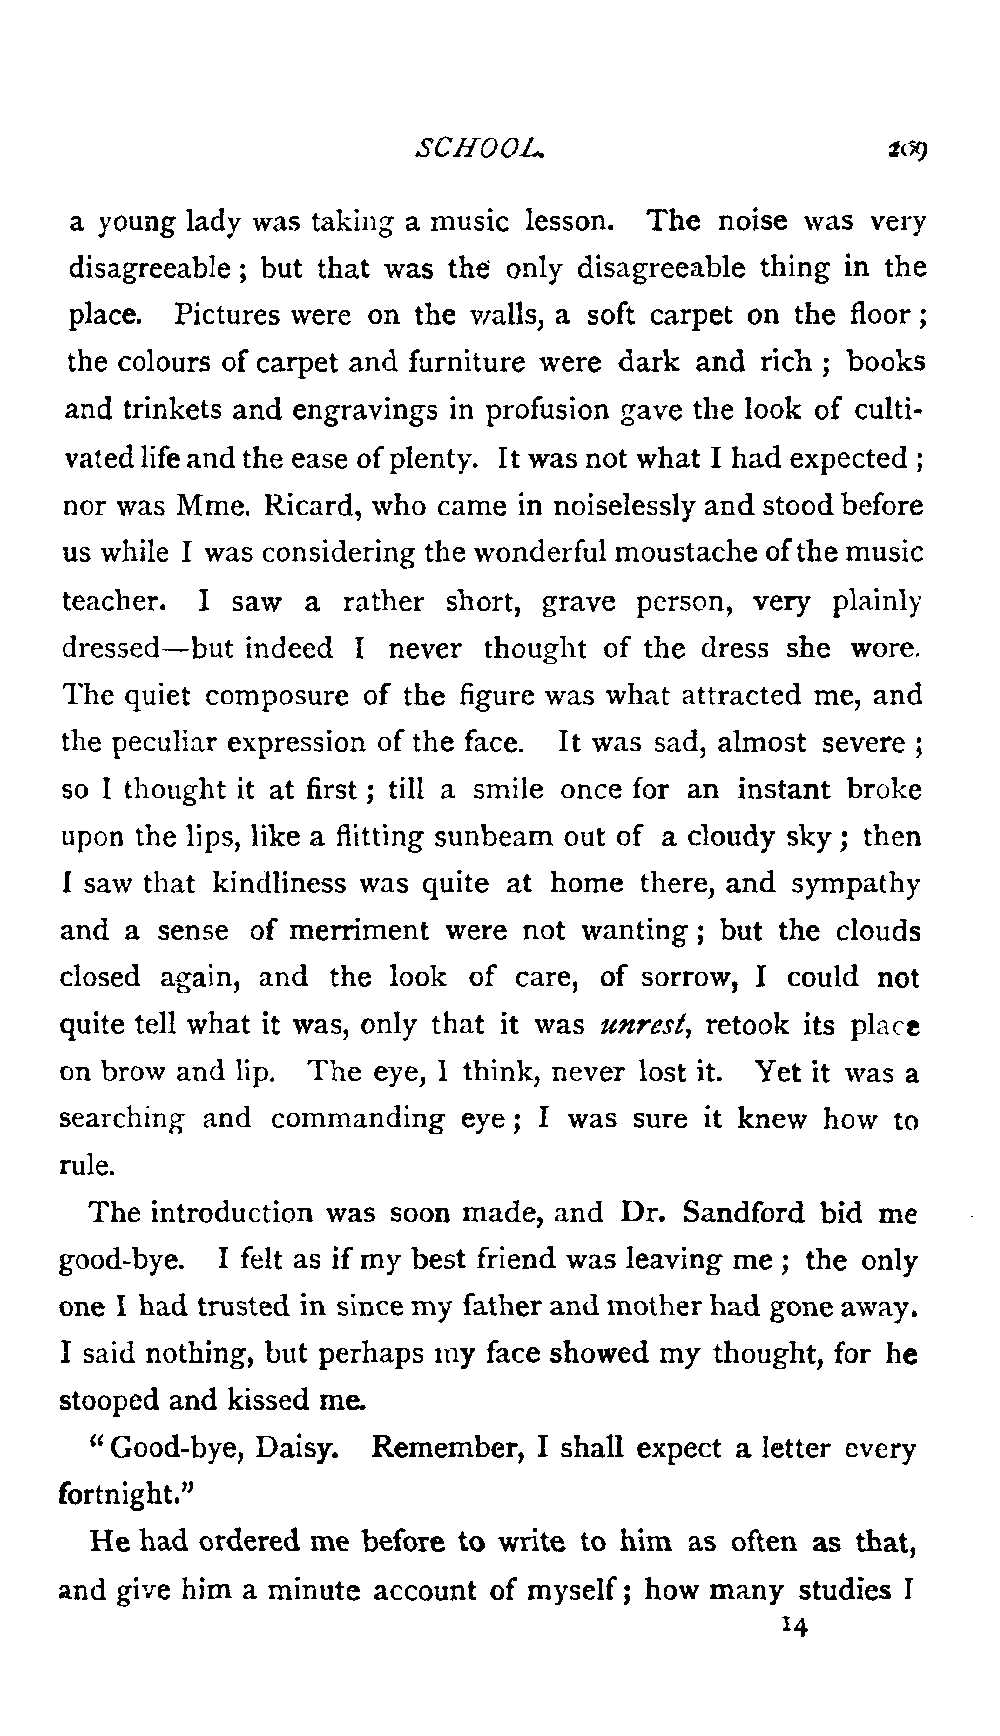 SCHOOL.
a young lady was taking a music lesson. The noise was very
disagreeable; but that was the only disagreeable thing in the
place. Pictures were on the walls, a soft carpet on the floor;
the colours of carpet and furniture were dark and rich; books
and trinkets and engravings in profusion gave the look of culti-
vated life and the ease of plenty. It was not what I had expected;
nor was Mme. Ricard, who came in noiselessly and stood before
us while I was considering the wonderful moustache of the music
teacher. I saw a rather short, grave person, very plainly
dressed—but indeed I never thought of the dress she wore.
The quiet composure of the figure was what attracted me, and
the peculiar expression of the face. It was sad, almost severe;
so I thought it at first; till a smile once for an instant broke
upon the lips, like a flitting sunbeam out of a cloudy sky; then
I saw that kindliness was quite at home there, and sympathy
and a sense of merriment were not wanting; but the clouds
closed again, and the look of care, of sorrow, I could not
quite tell what it was, only that it was unrest, retook its place
on brow and lip. The eye, I think, never lost it. Yet it was a
searching and commanding eye; I was sure it knew how to
rule.
The introduction was soon made, and Dr. Sandford bid me
good-bye. I felt as if my best friend was leaving me; the only
one I had trusted in since my father and mother had gone away.
I said nothing, but perhaps my face showed my thought, for he
stooped and kissed me.
"Good-bye, Daisy. Remember, I shall expect a letter every
fortnight."
He had ordered me before to write to him as often as that,
and give him a minute account of myself; how many studies I
14